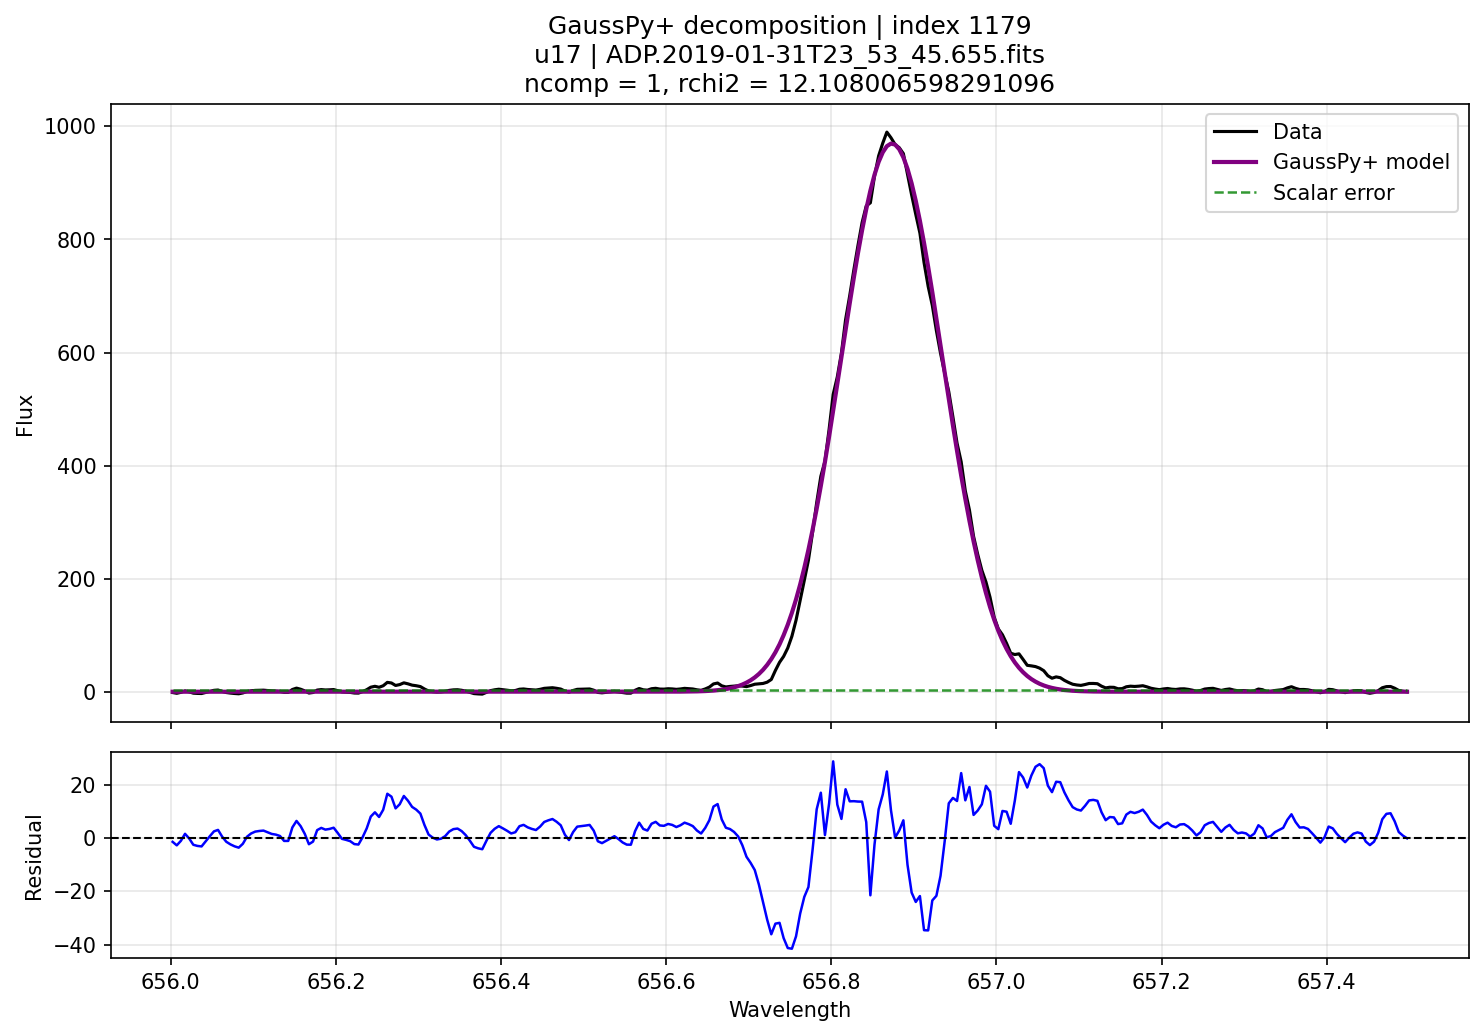 GaussPy+ decomposition | index 1179
u17 | ADP.2019-01-31T23_53_45.655.fits
ncomp = 1, rchi2 = 12.108006598291096
1000
800
600
400
200
0
Flux
Data
GaussPy+ model
Scalar error
20
0
−20
−40
Residual
656.0 656.2 656.4 656.6 656.8 657.0 657.2 657.4
Wavelength